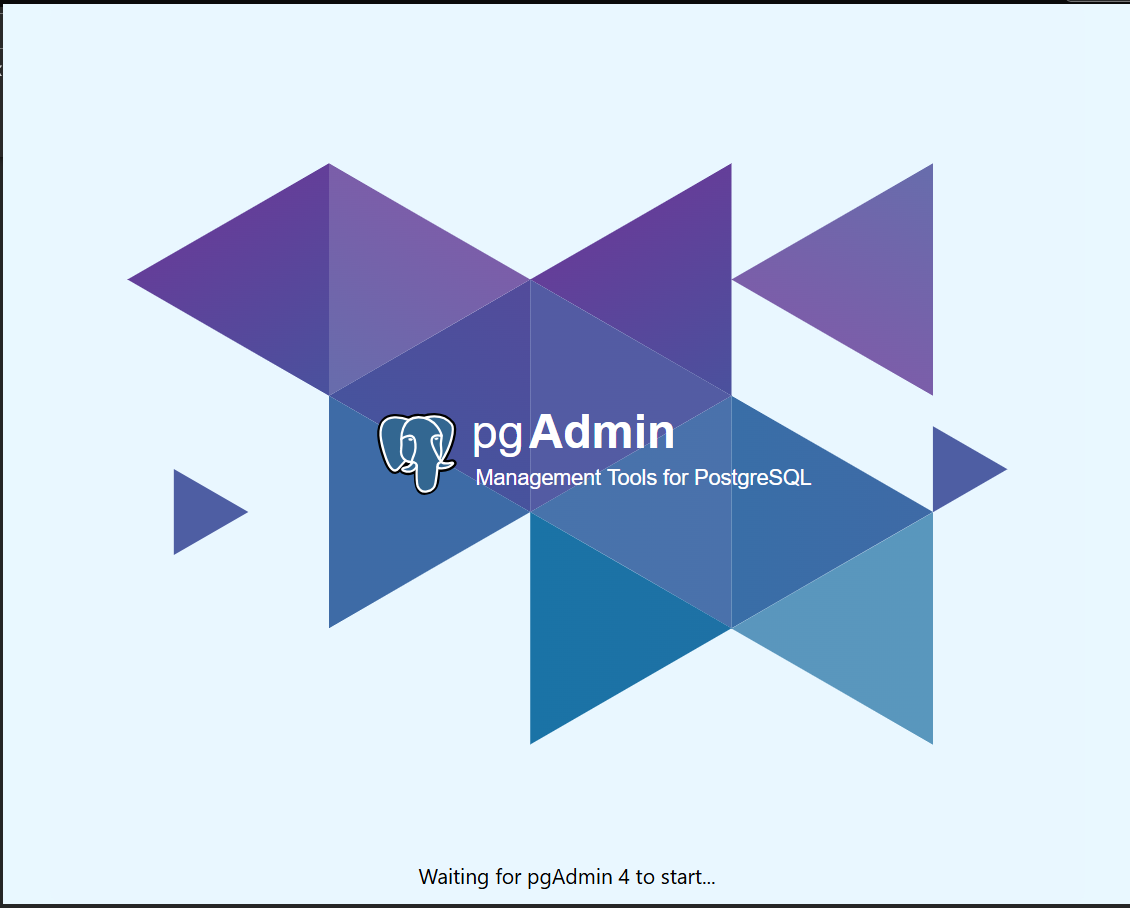 pgAdmin
Management Tools for PostgreSQL
Waiting for pgAdmin 4 to start...